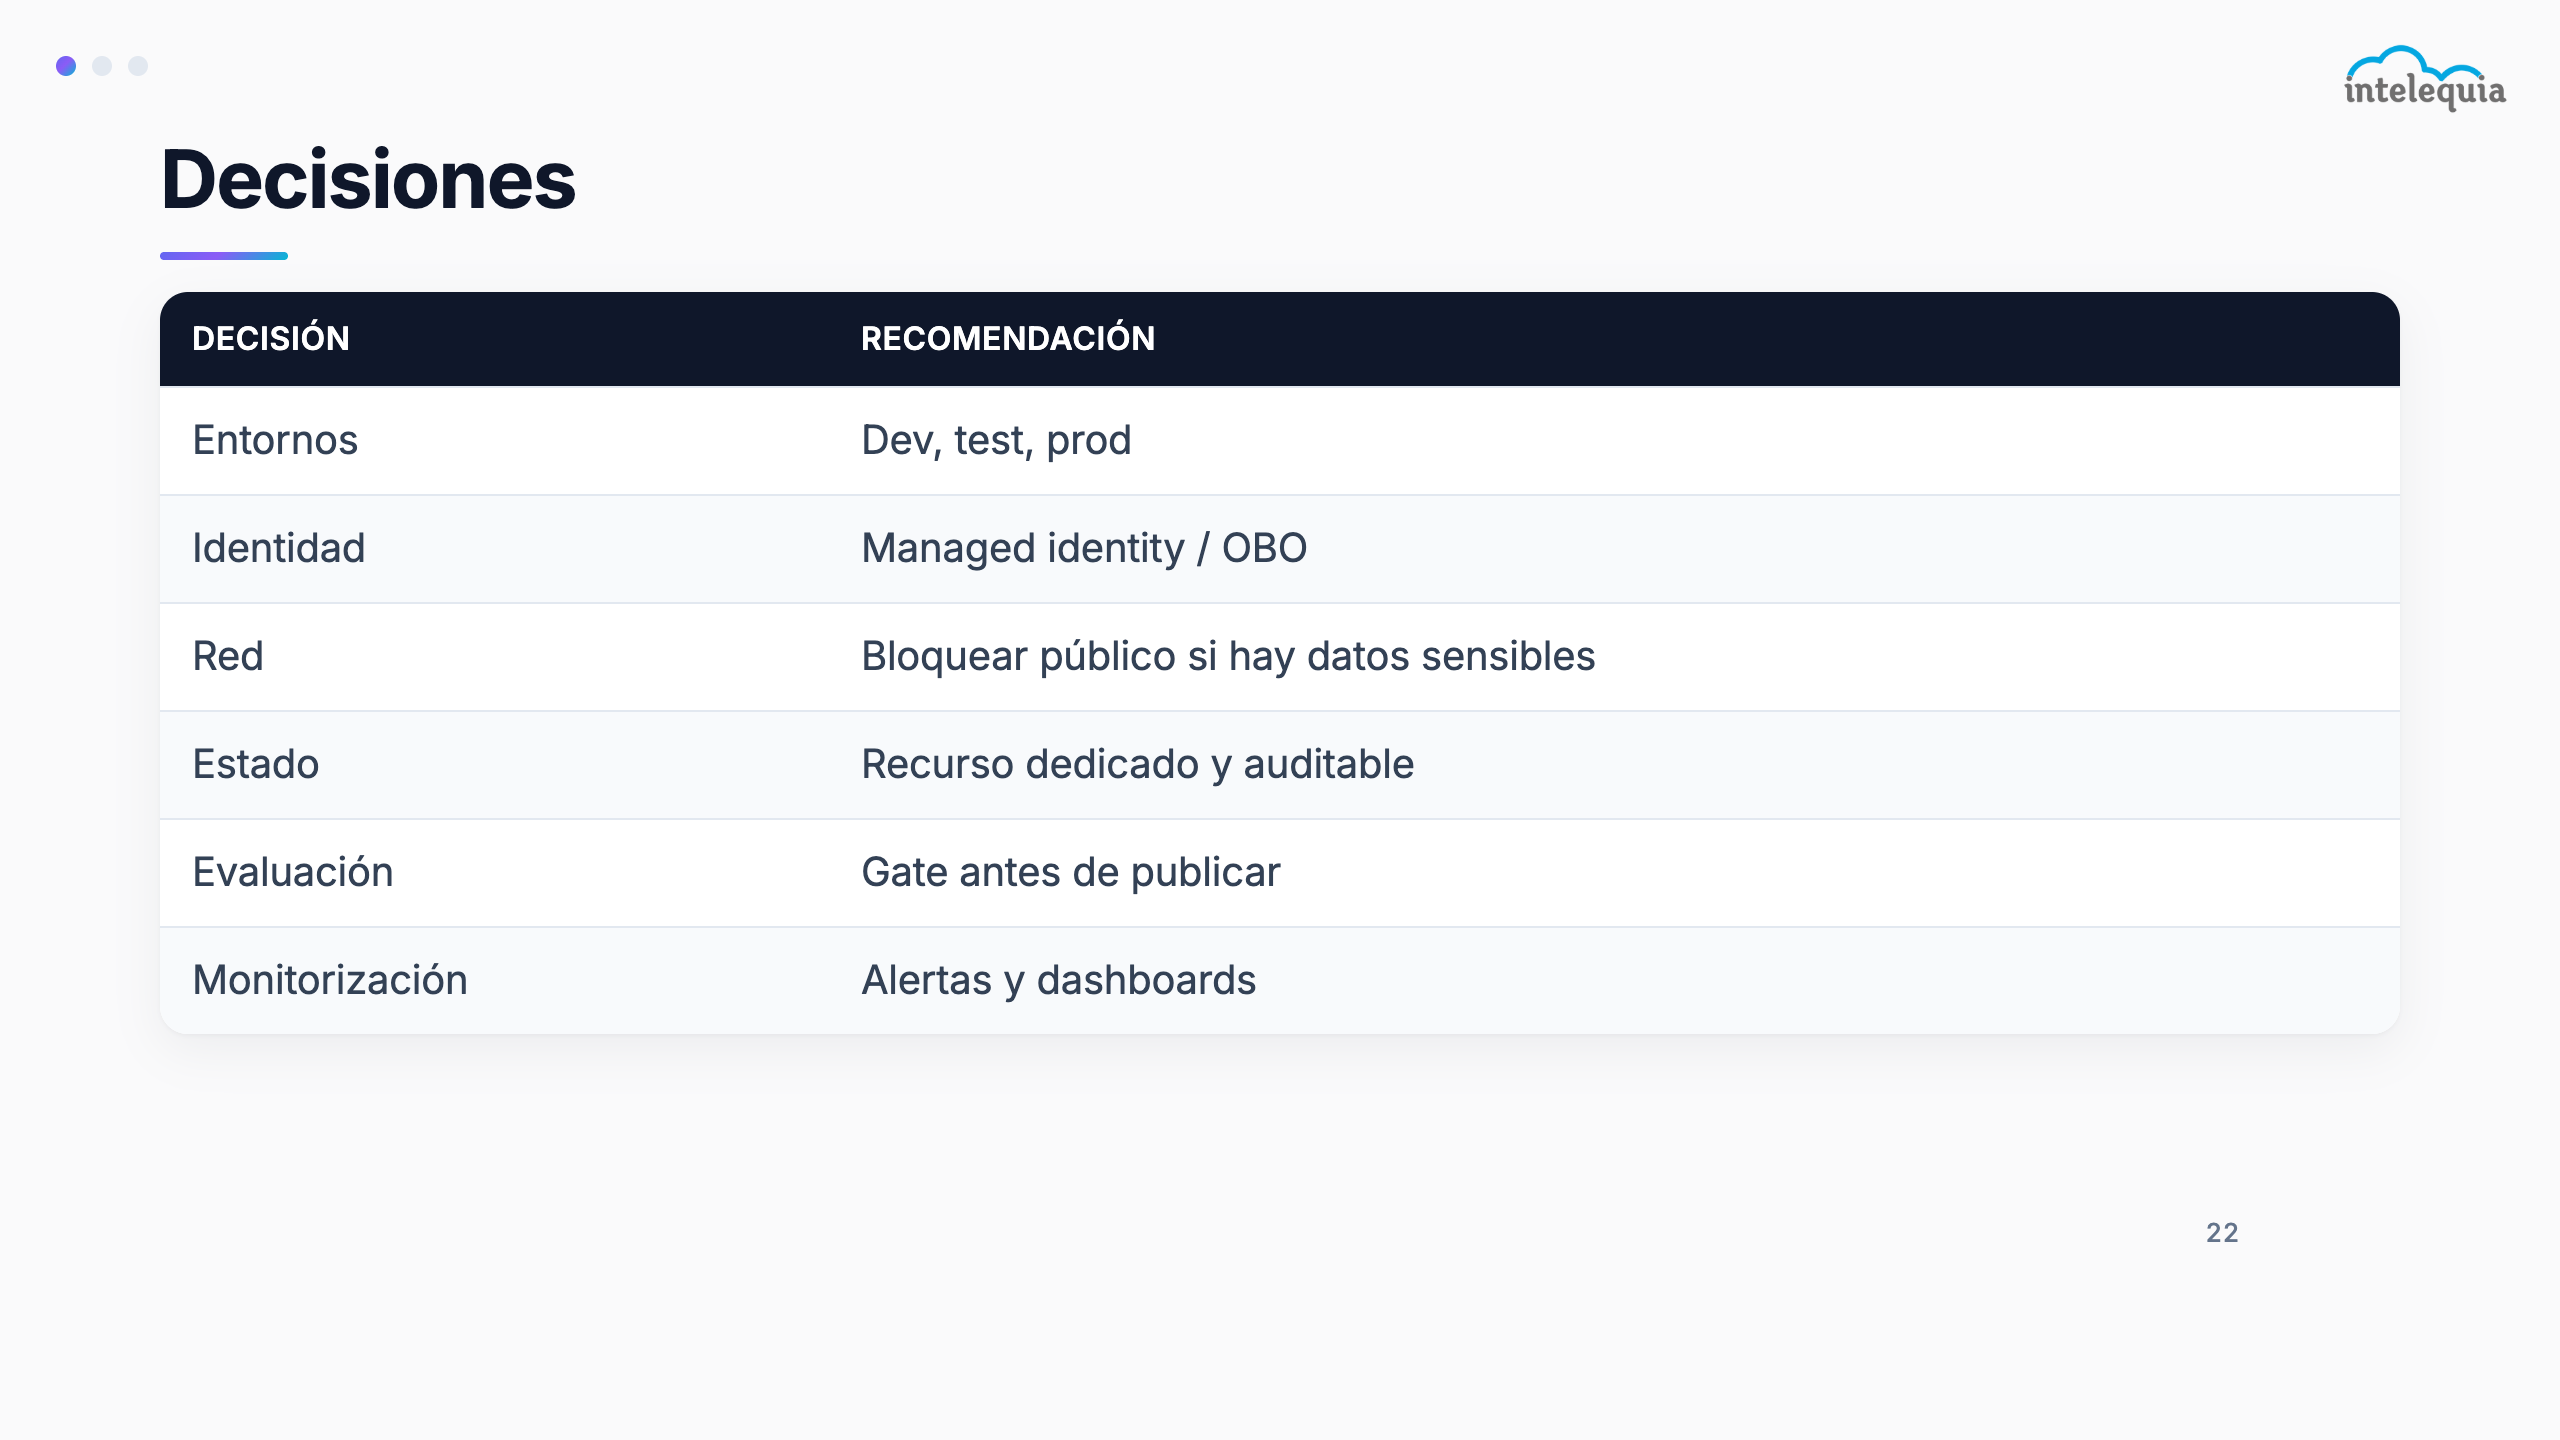 intelequia
Decisiones
DECISIÓN RECOMENDACIÓN
Entornos Dev, test, prod
Identidad Managed identity / OBO
Red Bloquear público si hay datos sensibles
Estado Recurso dedicado y auditable
Evaluación Gate antes de publicar
Monitorización Alertas y dashboards
22